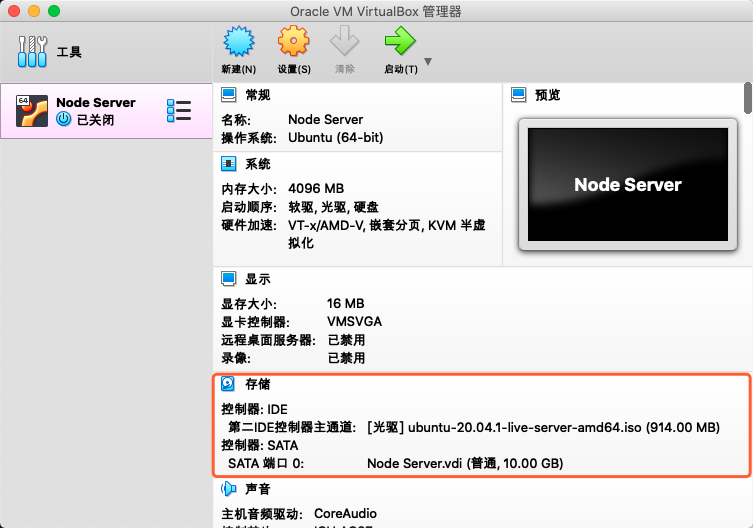 Oracle VM VirtualBox 管理器
工具
新建(N)
设置(S)
清除
启动(T)
64
Node Server
已关闭
常规
名称: Node Server
操作系统: Ubuntu (64-bit)
预览
Node Server
系统
内存大小: 4096 MB
启动顺序: 软驱, 光驱, 硬盘
硬件加速: VT-x/AMD-V, 嵌套分页, KVM 半虚
拟化
显示
显存大小: 16 MB
显卡控制器: VMSVGA
远程桌面服务器: 已禁用
录像: 已禁用
存储
控制器: IDE
第二IDE控制器主通道: [光驱] ubuntu-20.04.1-live-server-amd64.iso (914.00 MB)
控制器: SATA
SATA 端口 0: Node Server.vdi (普通, 10.00 GB)
声音
主机音频驱动: CoreAudio